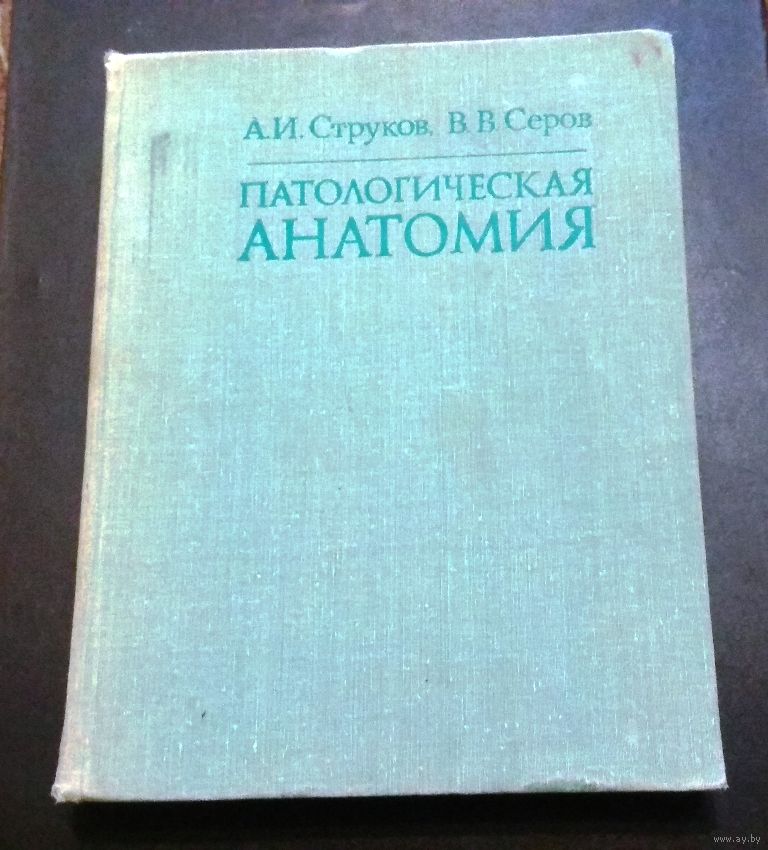 А.И. Струков, В.В. Серов
ПАТОЛОГИЧЕСКАЯ
АНАТОМИЯ
www.ay.by